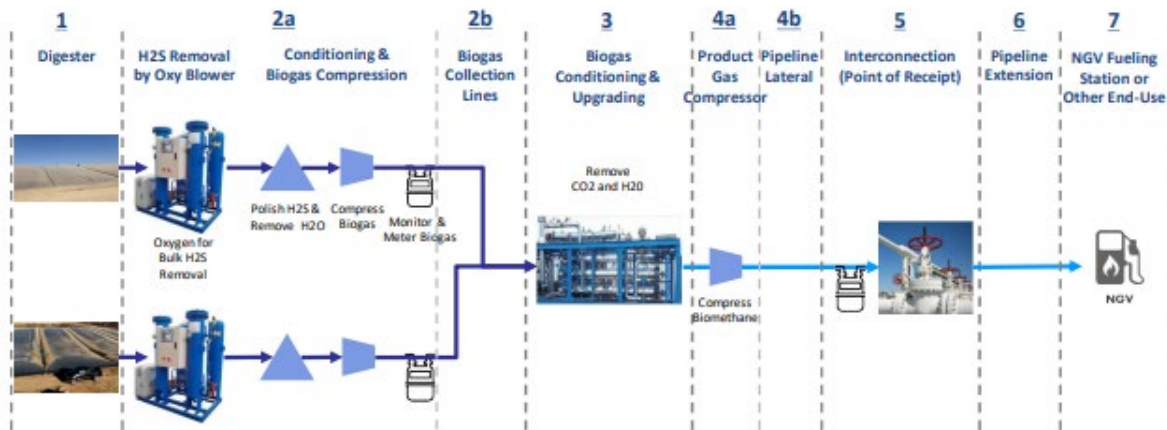 1
2a
2b
3
4a
4b
5
6
7
Digester
H2S Removal
by Oxy Blower
Conditioning &
Biogas Compression
Biogas
Collection
Lines
Biogas
Conditioning &
Upgrading
Product
Gas
Compressor
Pipeline
Lateral
Interconnection
(Point of Receipt)
Pipeline
Extension
NGV Fueling
Station or
Other End-Use
Remove
CO2 and H20
Polish H2S &
Remove H2O
Compress
Biogas
Monitor &
Meter Biogas
Oxygen for
Bulk H2S
Removal
Compress
Biomethane
NGV